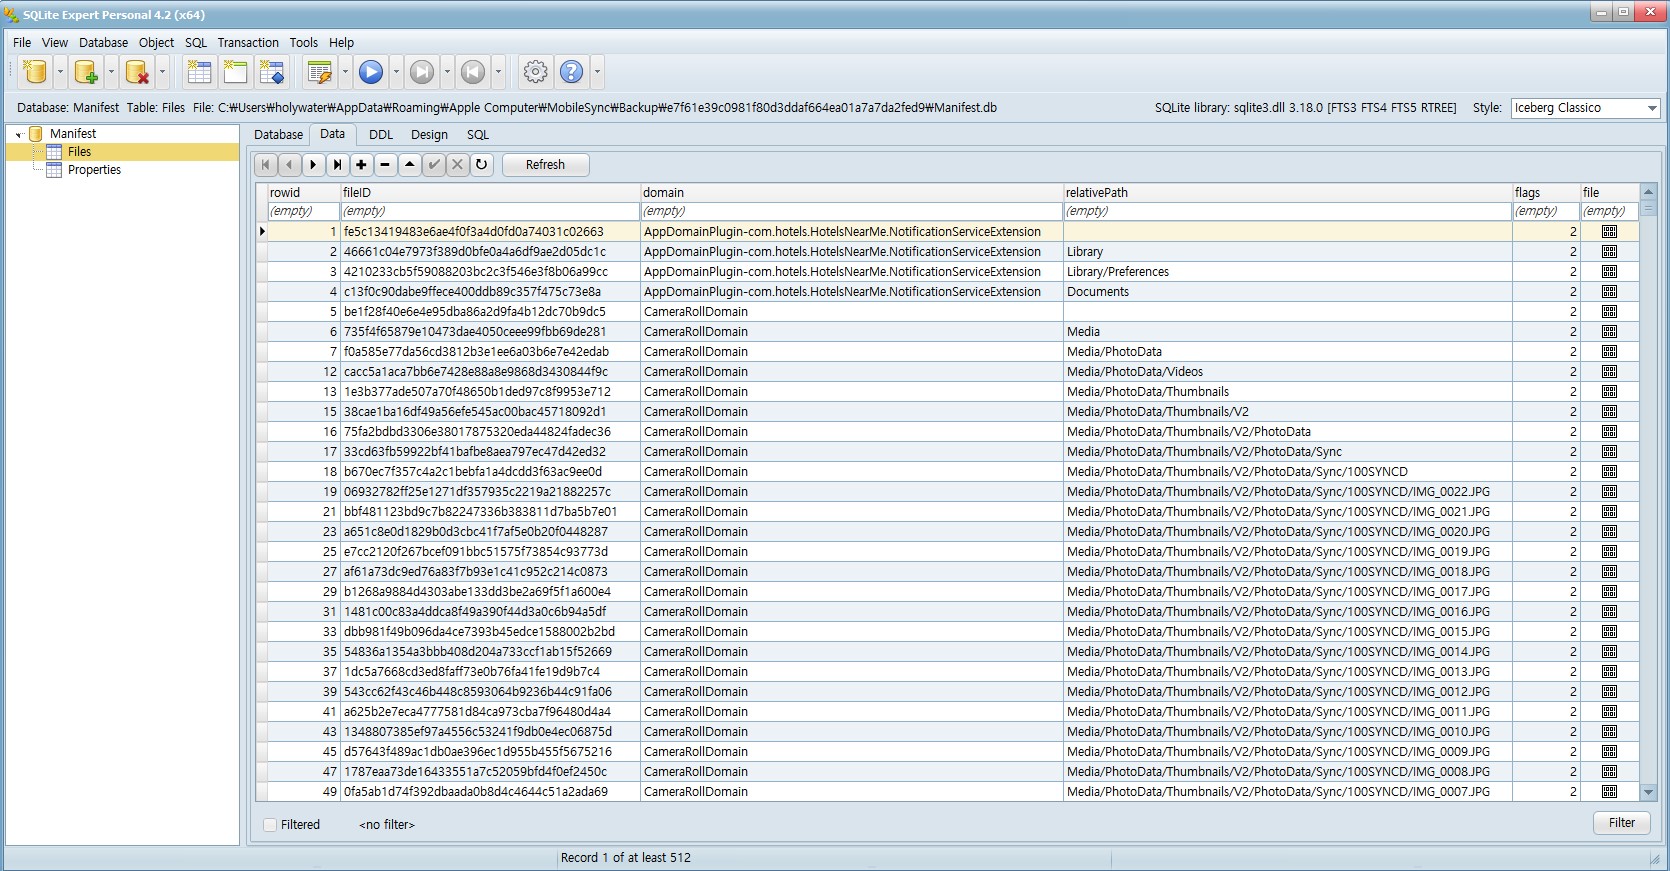 SQLite Expert Personal 4.2 (x64)
File View Database Object SQL Transaction Tools Help
Database: Manifest Table: Files File: C:₩Users₩holywater₩AppData₩Roaming₩Apple Computer₩MobileSync₩Backup₩e7f61e39c0981f80d3ddaf664ea01a7a7da2fed9₩Manifest.db SQLite library: sqlite3.dll 3.18.0 [FTS3 FTS4 FTS5 RTREE] Style: Iceberg Classico
Manifest
Files
Properties
Database Data DDL Design SQL
Refresh
rowid fileID domain relativePath flags file
(empty) (empty) (empty) (empty) (empty) (empty)
1 fe5c13419483e6ae4f0f3a4d0fd0a74031c02663 AppDomainPlugin-com.hotels.HotelsNearMe.NotificationServiceExtension 2
2 46661c04e7973f389d0bfe0a4a6df9ae2d05dc1c AppDomainPlugin-com.hotels.HotelsNearMe.NotificationServiceExtension Library 2
3 4210233cb5f59088203bc2c3f546e3f8b06a99cc AppDomainPlugin-com.hotels.HotelsNearMe.NotificationServiceExtension Library/Preferences 2
4 c13f0c90dabe9ffece400ddb89c357f475c73e8a AppDomainPlugin-com.hotels.HotelsNearMe.NotificationServiceExtension Documents 2
5 be1f28f40e6e4e95dba86a2d9fa4b12dc70b9dc5 CameraRollDomain 2
6 735f4f65879e10473dae4050ceee99fbb69de281 CameraRollDomain Media 2
7 f0a585e77da56cd3812b3e1ee6a03b6e7e42edab CameraRollDomain Media/PhotoData 2
12 cacc5a1aca7bb6e7428e88a8e9868d3430844f9c CameraRollDomain Media/PhotoData/Videos 2
13 1e3b377ade507a70f48650b1ded97c8f9953e712 CameraRollDomain Media/PhotoData/Thumbnails 2
15 38cae1ba16df49a56efe545ac00bac45718092d1 CameraRollDomain Media/PhotoData/Thumbnails/V2 2
16 75fa2bdbd3306e38017875320eda44824fadec36 CameraRollDomain Media/PhotoData/Thumbnails/V2/PhotoData 2
17 33cd63fb59922bf41bafbe8aea797ec47d42ed32 CameraRollDomain Media/PhotoData/Thumbnails/V2/PhotoData/Sync 2
18 b670ec7f357c4a2c1bebfa1a4dcdd3f63ac9ee0d CameraRollDomain Media/PhotoData/Thumbnails/V2/PhotoData/Sync/100SYNCD 2
19 06932782ff25e1271df357935c2219a21882257c CameraRollDomain Media/PhotoData/Thumbnails/V2/PhotoData/Sync/100SYNCD/IMG_0022.JPG 2
21 bbf481123bd9c7b82247336b383811d7ba5b7e01 CameraRollDomain Media/PhotoData/Thumbnails/V2/PhotoData/Sync/100SYNCD/IMG_0021.JPG 2
23 a651c8e0d1829b0d3cbc41f7af5e0b20f0448287 CameraRollDomain Media/PhotoData/Thumbnails/V2/PhotoData/Sync/100SYNCD/IMG_0020.JPG 2
25 e7cc2120f267bcef091bbc51575f73854c93773d CameraRollDomain Media/PhotoData/Thumbnails/V2/PhotoData/Sync/100SYNCD/IMG_0019.JPG 2
27 af61a73dc9ed76a83f7b93e1c41c952c214c0873 CameraRollDomain Media/PhotoData/Thumbnails/V2/PhotoData/Sync/100SYNCD/IMG_0018.JPG 2
29 b1268a9884d4303abe133dd3be2a69f5f1a600e4 CameraRollDomain Media/PhotoData/Thumbnails/V2/PhotoData/Sync/100SYNCD/IMG_0017.JPG 2
31 1481c00c83a4ddca8f49a390f44d3a0c6b94a5df CameraRollDomain Media/PhotoData/Thumbnails/V2/PhotoData/Sync/100SYNCD/IMG_0016.JPG 2
33 dbb981f49b096da4ce7393b45edce1588002b2bd CameraRollDomain Media/PhotoData/Thumbnails/V2/PhotoData/Sync/100SYNCD/IMG_0015.JPG 2
35 54836a1354a3bbb408d204a733ccf1ab15f52669 CameraRollDomain Media/PhotoData/Thumbnails/V2/PhotoData/Sync/100SYNCD/IMG_0014.JPG 2
37 1dc5a7668cd3ed8faff73e0b76fa41fe19d9b7c4 CameraRollDomain Media/PhotoData/Thumbnails/V2/PhotoData/Sync/100SYNCD/IMG_0013.JPG 2
39 543cc62f43c46b448c8593064b9236b44c91fa06 CameraRollDomain Media/PhotoData/Thumbnails/V2/PhotoData/Sync/100SYNCD/IMG_0012.JPG 2
41 a625b2e7eca4777581d84ca973cba7f96480d4a4 CameraRollDomain Media/PhotoData/Thumbnails/V2/PhotoData/Sync/100SYNCD/IMG_0011.JPG 2
43 1348807385ef97a4556c53241f9db0e4ec06875d CameraRollDomain Media/PhotoData/Thumbnails/V2/PhotoData/Sync/100SYNCD/IMG_0010.JPG 2
45 d57643f489ac1db0ae396ec1d955b455f5675216 CameraRollDomain Media/PhotoData/Thumbnails/V2/PhotoData/Sync/100SYNCD/IMG_0009.JPG 2
47 1787eaa73de16433551a7c52059bfd4f0ef2450c CameraRollDomain Media/PhotoData/Thumbnails/V2/PhotoData/Sync/100SYNCD/IMG_0008.JPG 2
49 0fa5ab1d74f392dbaada0b8d4c4644c51a2ada69 CameraRollDomain Media/PhotoData/Thumbnails/V2/PhotoData/Sync/100SYNCD/IMG_0007.JPG 2
Filtered <no filter> Filter
Record 1 of at least 512